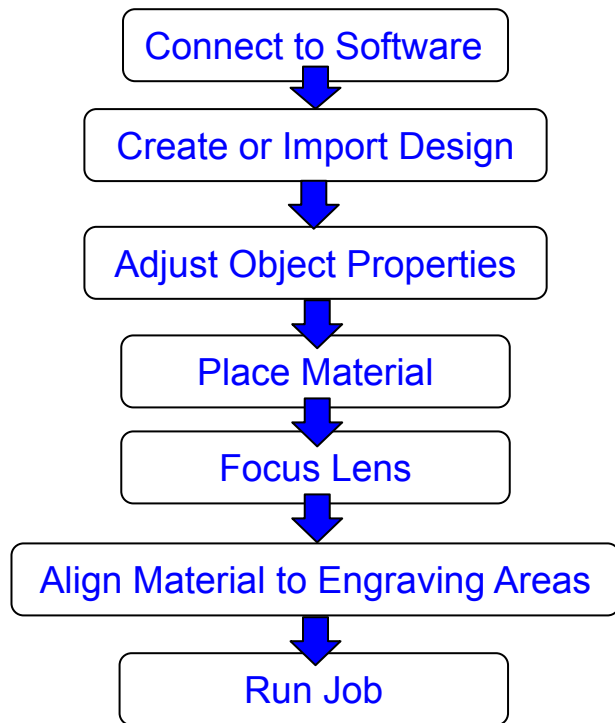 Connect to Software
Create or Import Design
Adjust Object Properties
Place Material
Focus Lens
Align Material to Engraving Areas
Run Job